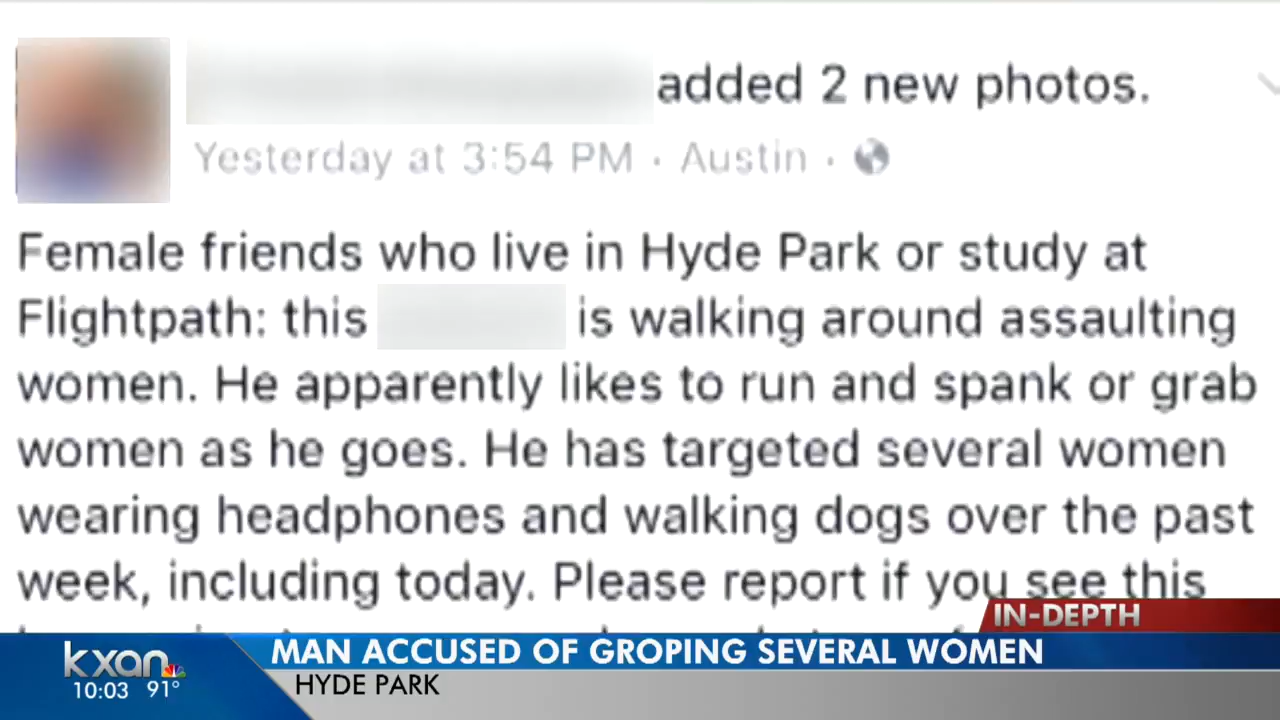 added 2 new photos.
Yesterday at 3:54 PM · Austin ·
Female friends who live in Hyde Park or study at
Flightpath: this is walking around assaulting
women. He apparently likes to run and spank or grab
women as he goes. He has targeted several women
wearing headphones and walking dogs over the past
week, including today. Please report if you see this
IN-DEPTH
kxan
MAN ACCUSED OF GROPING SEVERAL WOMEN
10:03 91°
HYDE PARK